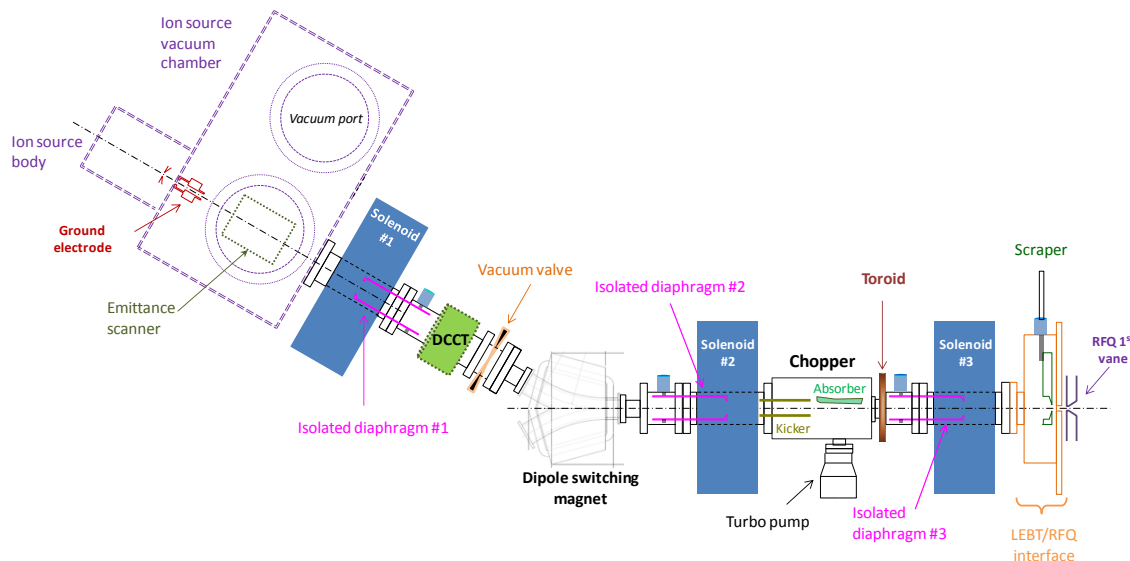 Ion source
vacuum
chamber
Vacuum port
Ion source
body
Ground
electrode
Emittance
scanner
Solenoid
#1
Isolated diaphragm #1
DCCT
Vacuum valve
Dipole switching
magnet
Isolated diaphragm #2
Solenoid
#2
Chopper
Absorber
Kicker
Turbo pump
Toroid
Solenoid
#3
Isolated
diaphragm #3
Scraper
RFQ 1s
vane
LEBT/RFQ
interface